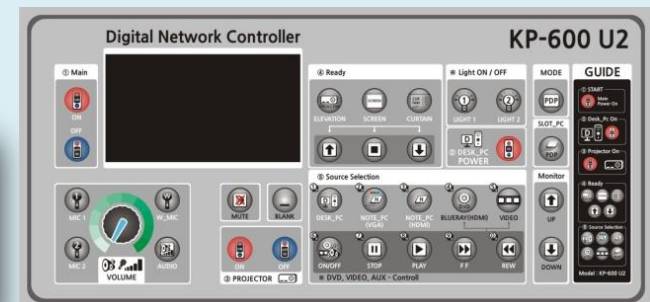 Digital Network Controller
KP-600 U2
① Main
ON
OFF
④ Ready
ELEVATION
SCREEN
CURTAIN
※ Light ON / OFF
LIGHT 1
LIGHT 2
② DESK_PC
POWER
MODE
PDP
SLOT_PC
PDP
Monitor
UP
DOWN
MIC 1
W_MIC
MIC 2
AUDIO
VOLUME
MUTE
BLANK
ON
OFF
③ PROJECTOR
⑤ Source Selection
DESK_PC
NOTE_PC
(VGA)
NOTE_PC
(HDMI)
BLUERAY(HDMI)
VIDEO
ON/OFF
STOP
PLAY
F F
REW
※ DVD, VIDEO, AUX - Controll
GUIDE
① START
Main
Power On
② Desk_Pc On
③ Projector On
④ Ready
⑤ Source Selection
Model : KP-600 U2